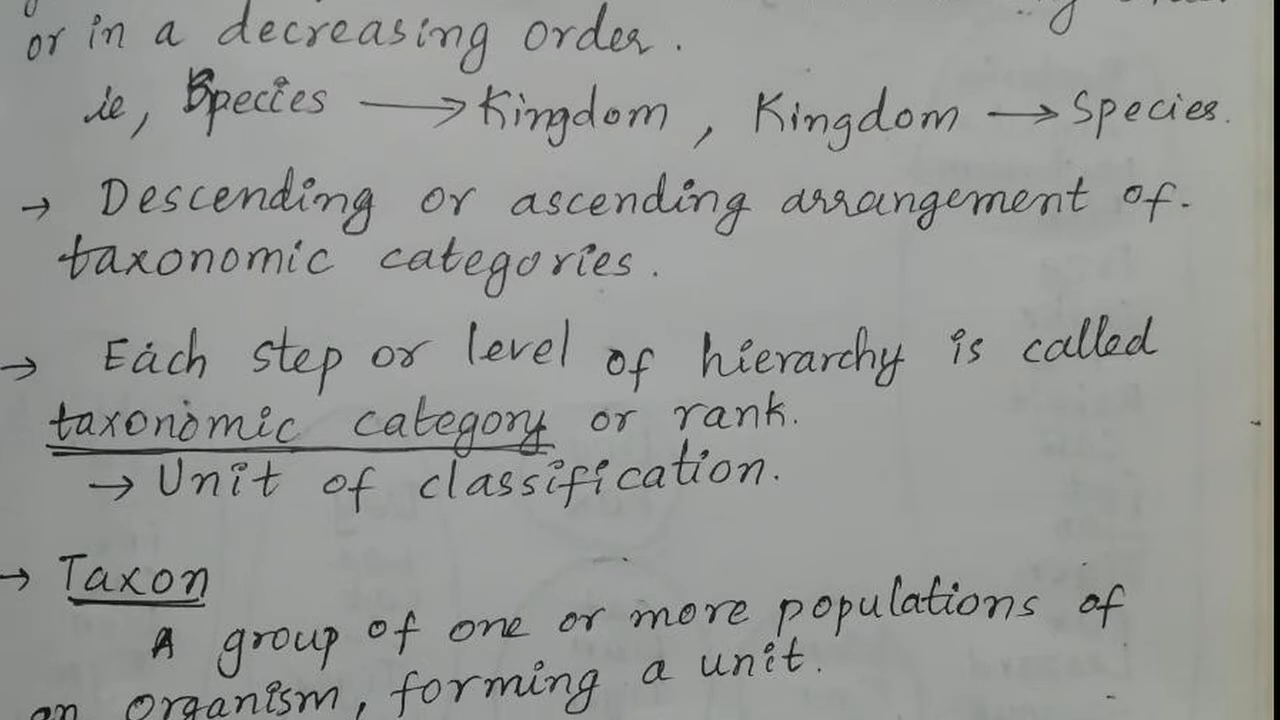 or in a decreasing order.
ie, Species → Kingdom, Kingdom → Species.
→ Descending or ascending arrangement of.
taxonomic categories.
→ Each step or level of hierarchy is called
taxonomic category or rank.
→ Unit of classification.
→ Taxon
A group of one or more populations of
an organism, forming a unit.